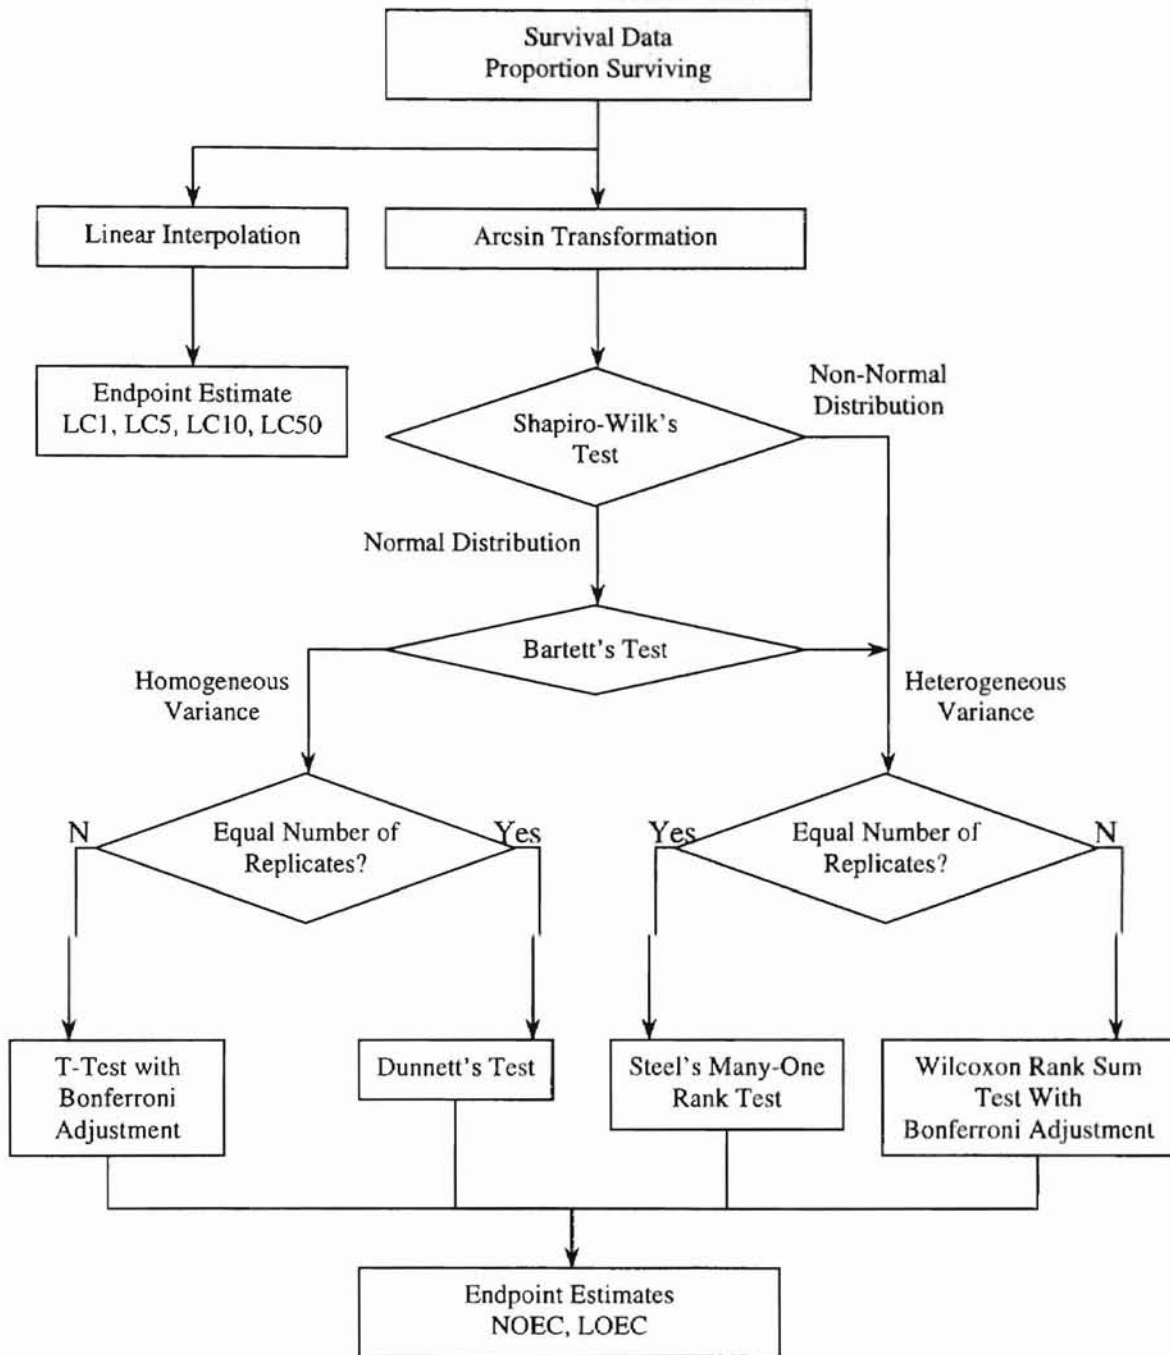 Survival Data
Proportion Surviving
Linear Interpolation
Arcsin Transformation
Endpoint Estimate
LC1, LC5, LC10, LC50
Non-Normal
Distribution
Shapiro-Wilk's
Test
Normal Distribution
Bartett's Test
Homogeneous
Variance
Heterogeneous
Variance
N
Equal Number of
Replicates?
Yes
Yes
Equal Number of
Replicates?
N
T-Test with
Bonferroni
Adjustment
Dunnett's Test
Steel's Many-One
Rank Test
Wilcoxon Rank Sum
Test With
Bonferroni Adjustment
Endpoint Estimates
NOEC, LOEC